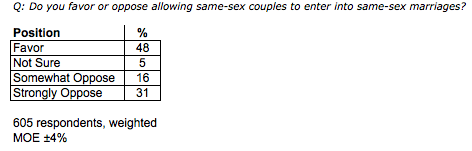 Q: Do you favor or oppose allowing same-sex couples to enter into same-sex marriages?
Position %
Favor 48
Not Sure 5
Somewhat Oppose 16
Strongly Oppose 31
605 respondents, weighted
MOE ±4%